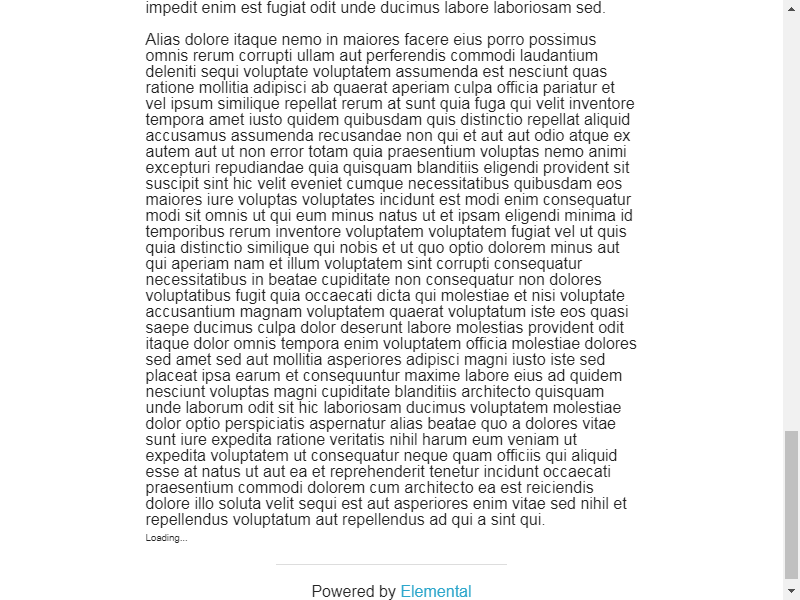 impedit enim est fugiat odit unde ducimus labore laboriosam sed.
Alias dolore itaque nemo in maiores facere eius porro possimus
omnis rerum corrupti ullam aut perferendis commodi laudantium
deleniti sequi voluptate voluptatem assumenda est nesciunt quas
ratione mollitia adipisci ab quaerat aperiam culpa officia pariatur et
vel ipsum similique repellat rerum at sunt quia fuga qui velit inventore
tempora amet iusto quidem quibusdam quis distinctio repellat aliquid
accusamus assumenda recusandae non qui et aut aut odio atque ex
autem aut ut non error totam quia praesentium voluptas nemo animi
excepturi repudiandae quia quisquam blanditiis eligendi provident sit
suscipit sint hic velit eveniet cumque necessitatibus quibusdam eos
maiores iure voluptas voluptates incidunt est modi enim consequatur
modi sit omnis ut qui eum minus natus ut et ipsam eligendi minima id
temporibus rerum inventore voluptatem voluptatem fugiat vel ut quis
quia distinctio similique qui nobis et ut quo optio dolorem minus aut
qui aperiam nam et illum voluptatem sint corrupti consequatur
necessitatibus in beatae cupiditate non consequatur non dolores
voluptatibus fugit quia occaecati dicta qui molestiae et nisi voluptate
accusantium magnam voluptatem quaerat voluptatum iste eos quasi
saepe ducimus culpa dolor deserunt labore molestias provident odit
itaque dolor omnis tempora enim voluptatem officia molestiae dolores
sed amet sed aut mollitia asperiores adipisci magni iusto iste sed
placeat ipsa earum et consequuntur maxime labore eius ad quidem
nesciunt voluptas magni cupiditate blanditiis architecto quisquam
unde laborum odit sit hic laboriosam ducimus voluptatem molestiae
dolor optio perspiciatis aspernatur alias beatae quo a dolores vitae
sunt iure expedita ratione veritatis nihil harum eum veniam ut
expedita voluptatem ut consequatur neque quam officiis qui aliquid
esse at natus ut aut ea et reprehenderit tenetur incidunt occaecati
praesentium commodi dolorem cum architecto ea est reiciendis
dolore illo soluta velit sequi est aut asperiores enim vitae sed nihil et
repellendus voluptatum aut repellendus ad qui a sint qui.
Loading...
Powered by Elemental